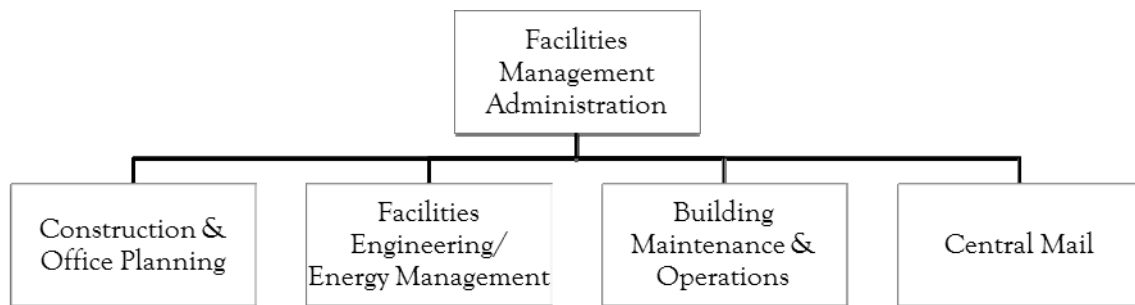 Facilities
Management
Administration
Construction &
Office Planning
Facilities
Engineering/
Energy Management
Building
Maintenance &
Operations
Central Mail